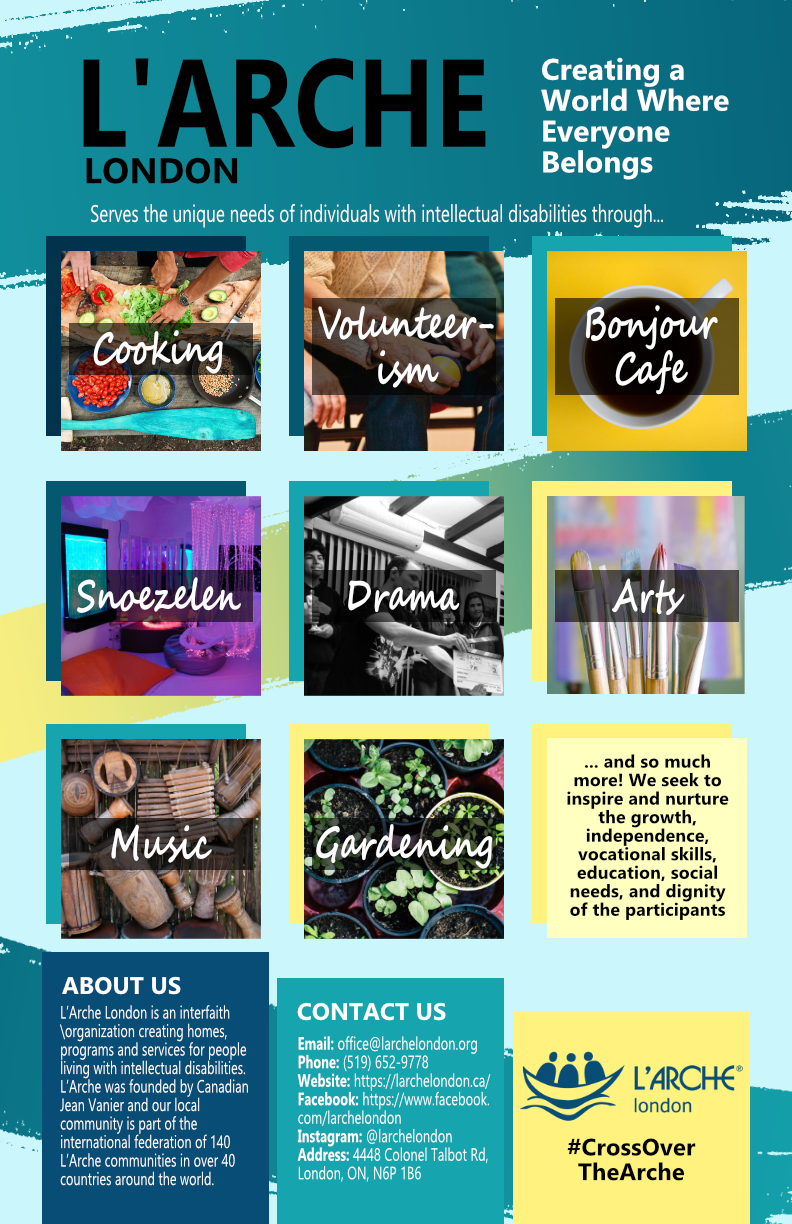 L'ARCHE
LONDON
Creating a
World Where
Everyone
Belongs
Serves the unique needs of individuals with intellectual disabilities through...
Cooking
Volunteer-
ism
Bonjour
Cafe
Snoezelen
Drama
Arts
Music
Gardening
... and so much
more! We seek to
inspire and nurture
the growth,
independence,
vocational skills,
education, social
needs, and dignity
of the participants
ABOUT US
L'Arche London is an interfaith
\organization creating homes,
programs and services for people
living with intellectual disabilities.
L'Arche was founded by Canadian
Jean Vanier and our local
community is part of the
international federation of 140
L'Arche communities in over 40
countries around the world.
CONTACT US
Email: office@larchelondon.org
Phone: (519) 652-9778
Website: https://larchelondon.ca/
Facebook: https://www.facebook.
com/larchelondon
Instagram: @larchelondon
Address: 4448 Colonel Talbot Rd,
London, ON, N6P 1B6
L'ARCHE®
london
#CrossOver
TheArche